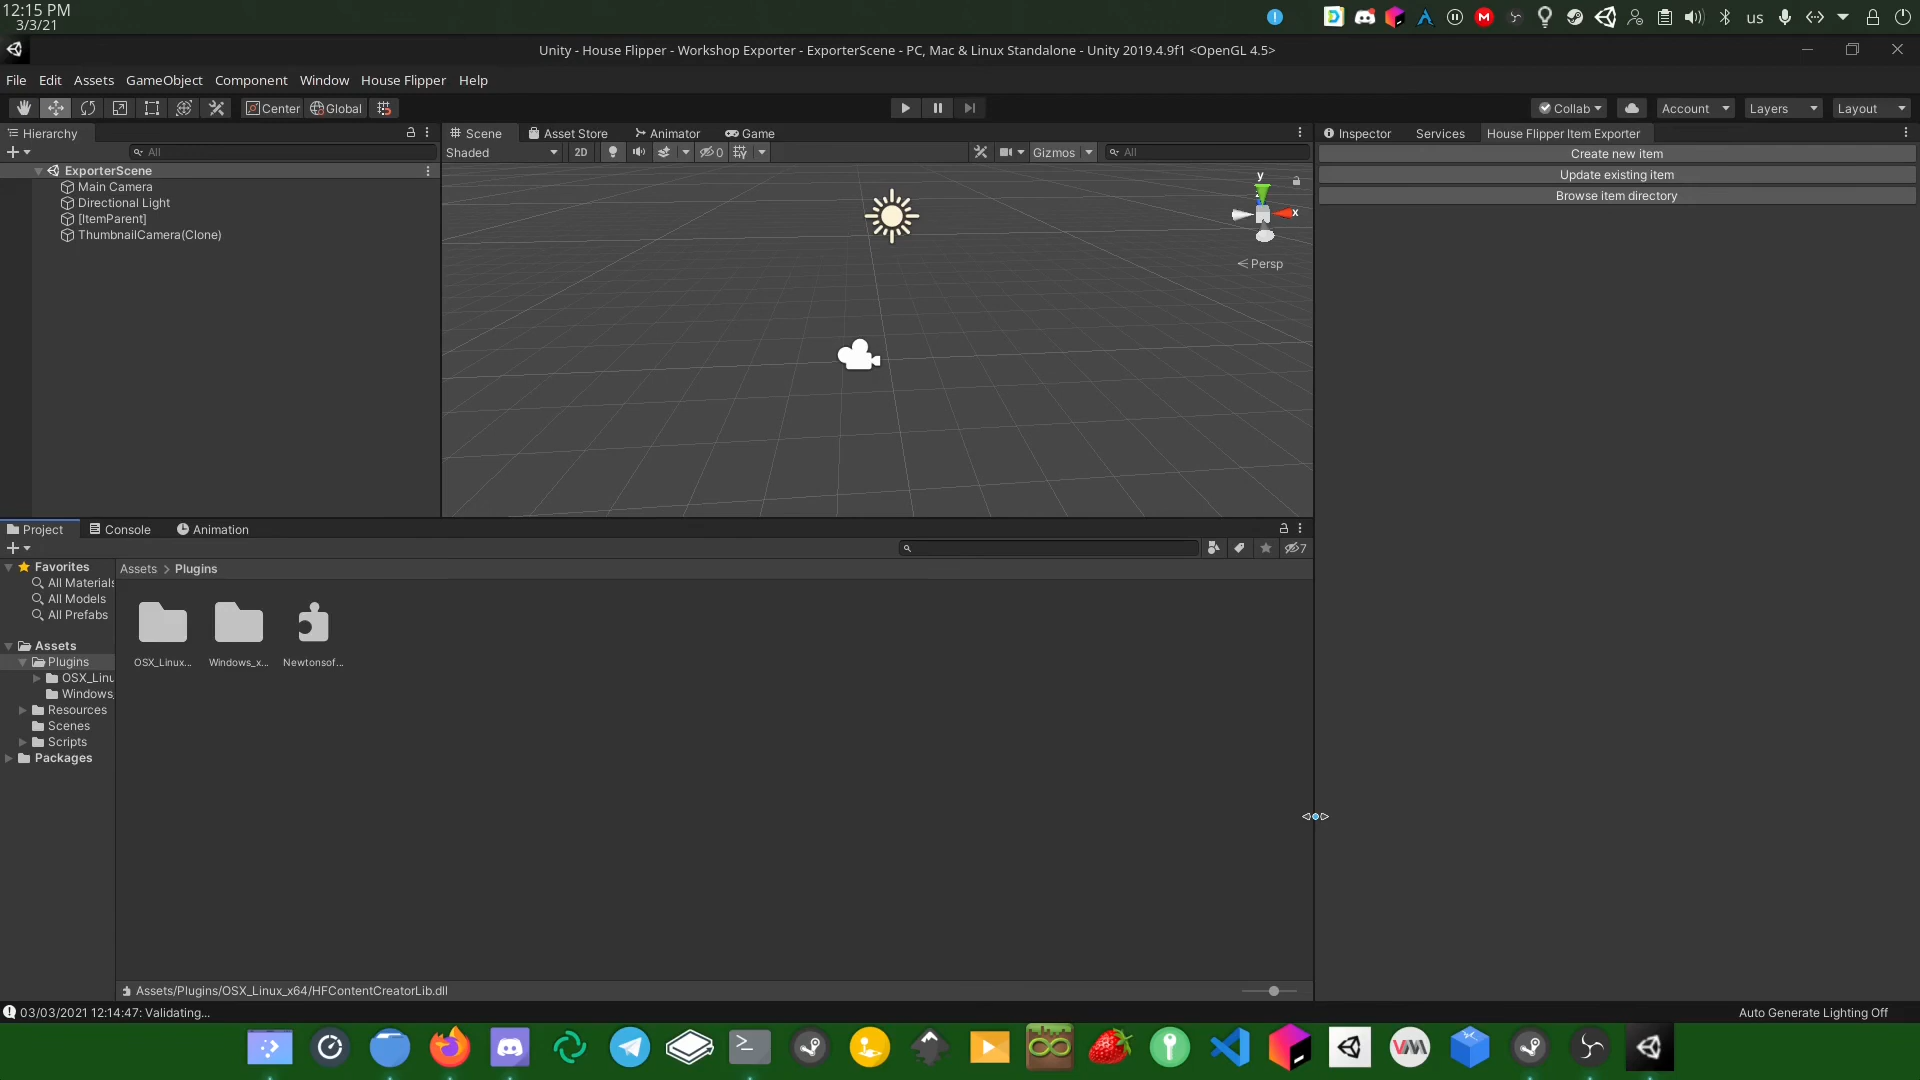 12:15 PM
3/3/21
us
Unity - House Flipper - Workshop Exporter - ExporterScene - PC, Mac & Linux Standalone - Unity 2019.4.9f1 <OpenGL 4.5>
File Edit Assets GameObject Component Window House Flipper Help
Center Global Collab Account Layers Layout
Hierarchy
Scene Asset Store Animator Game
Inspector Services House Flipper Item Exporter
All
Shaded 2D 0 Gizmos All
Create new item
Update existing item
Browse item directory
ExporterScene
Main Camera
Directional Light
[ItemParent]
ThumbnailCamera(Clone)
y
x
Persp
Project Console Animation
7
Favorites
All Materials
All Models
All Prefabs
Assets
Plugins
OSX_Linu
Windows_
Resources
Scenes
Scripts
Packages
Assets > Plugins
OSX_Linux... Windows_x... Newtonsof...
Assets/Plugins/OSX_Linux_x64/HFContentCreatorLib.dll
03/03/2021 12:14:47: Validating...
Auto Generate Lighting Off